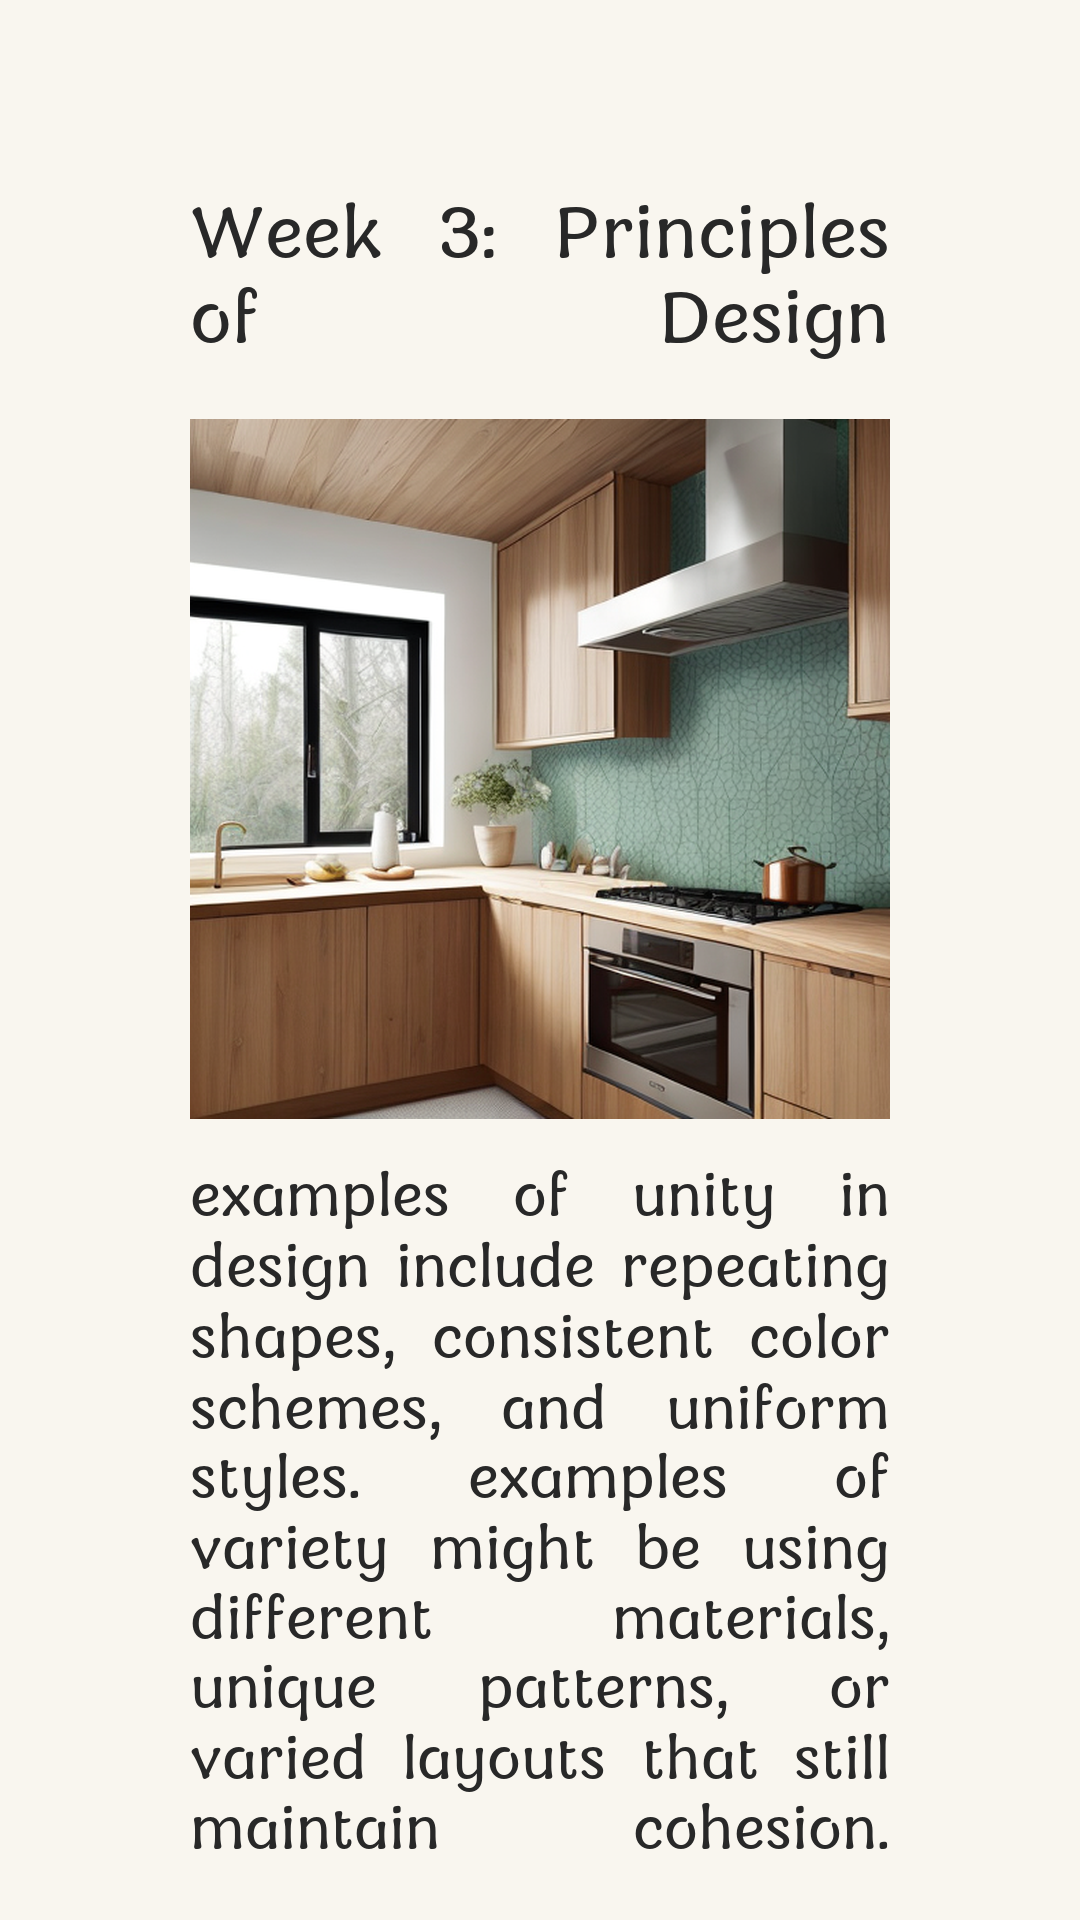 Week 3: Principles
of Design
examples of unity in
design include repeating
shapes, consistent color
schemes, and uniform
styles. examples of
variety might be using
different materials,
unique patterns, or
varied layouts that still
maintain cohesion.